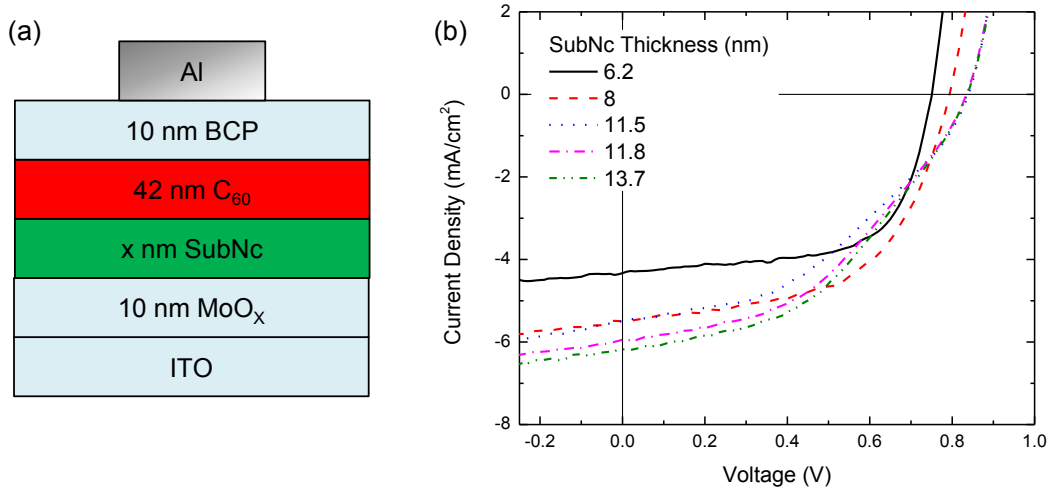 (a)
Al
10 nm BCP
42 nm C60
x nm SubNc
10 nm MoOX
ITO
(b)
SubNc Thickness (nm)
6.2
8
11.5
11.8
13.7
Current Density (mA/cm²)
2
0
-2
-4
-6
-8
-0.2 0.0 0.2 0.4 0.6 0.8 1.0
Voltage (V)